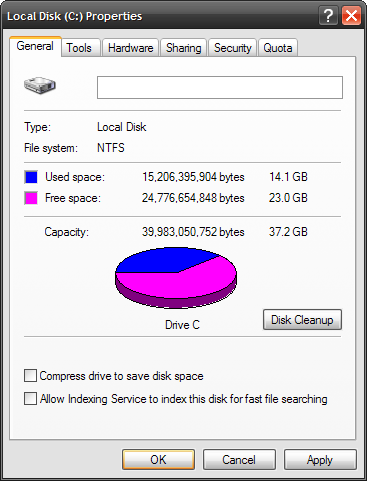 Local Disk (C:) Properties
General Tools Hardware Sharing Security Quota
Type: Local Disk
File system: NTFS
Used space: 15,206,395,904 bytes 14.1 GB
Free space: 24,776,654,848 bytes 23.0 GB
Capacity: 39,983,050,752 bytes 37.2 GB
Drive C
Disk Cleanup
Compress drive to save disk space
Allow Indexing Service to index this disk for fast file searching
OK Cancel Apply